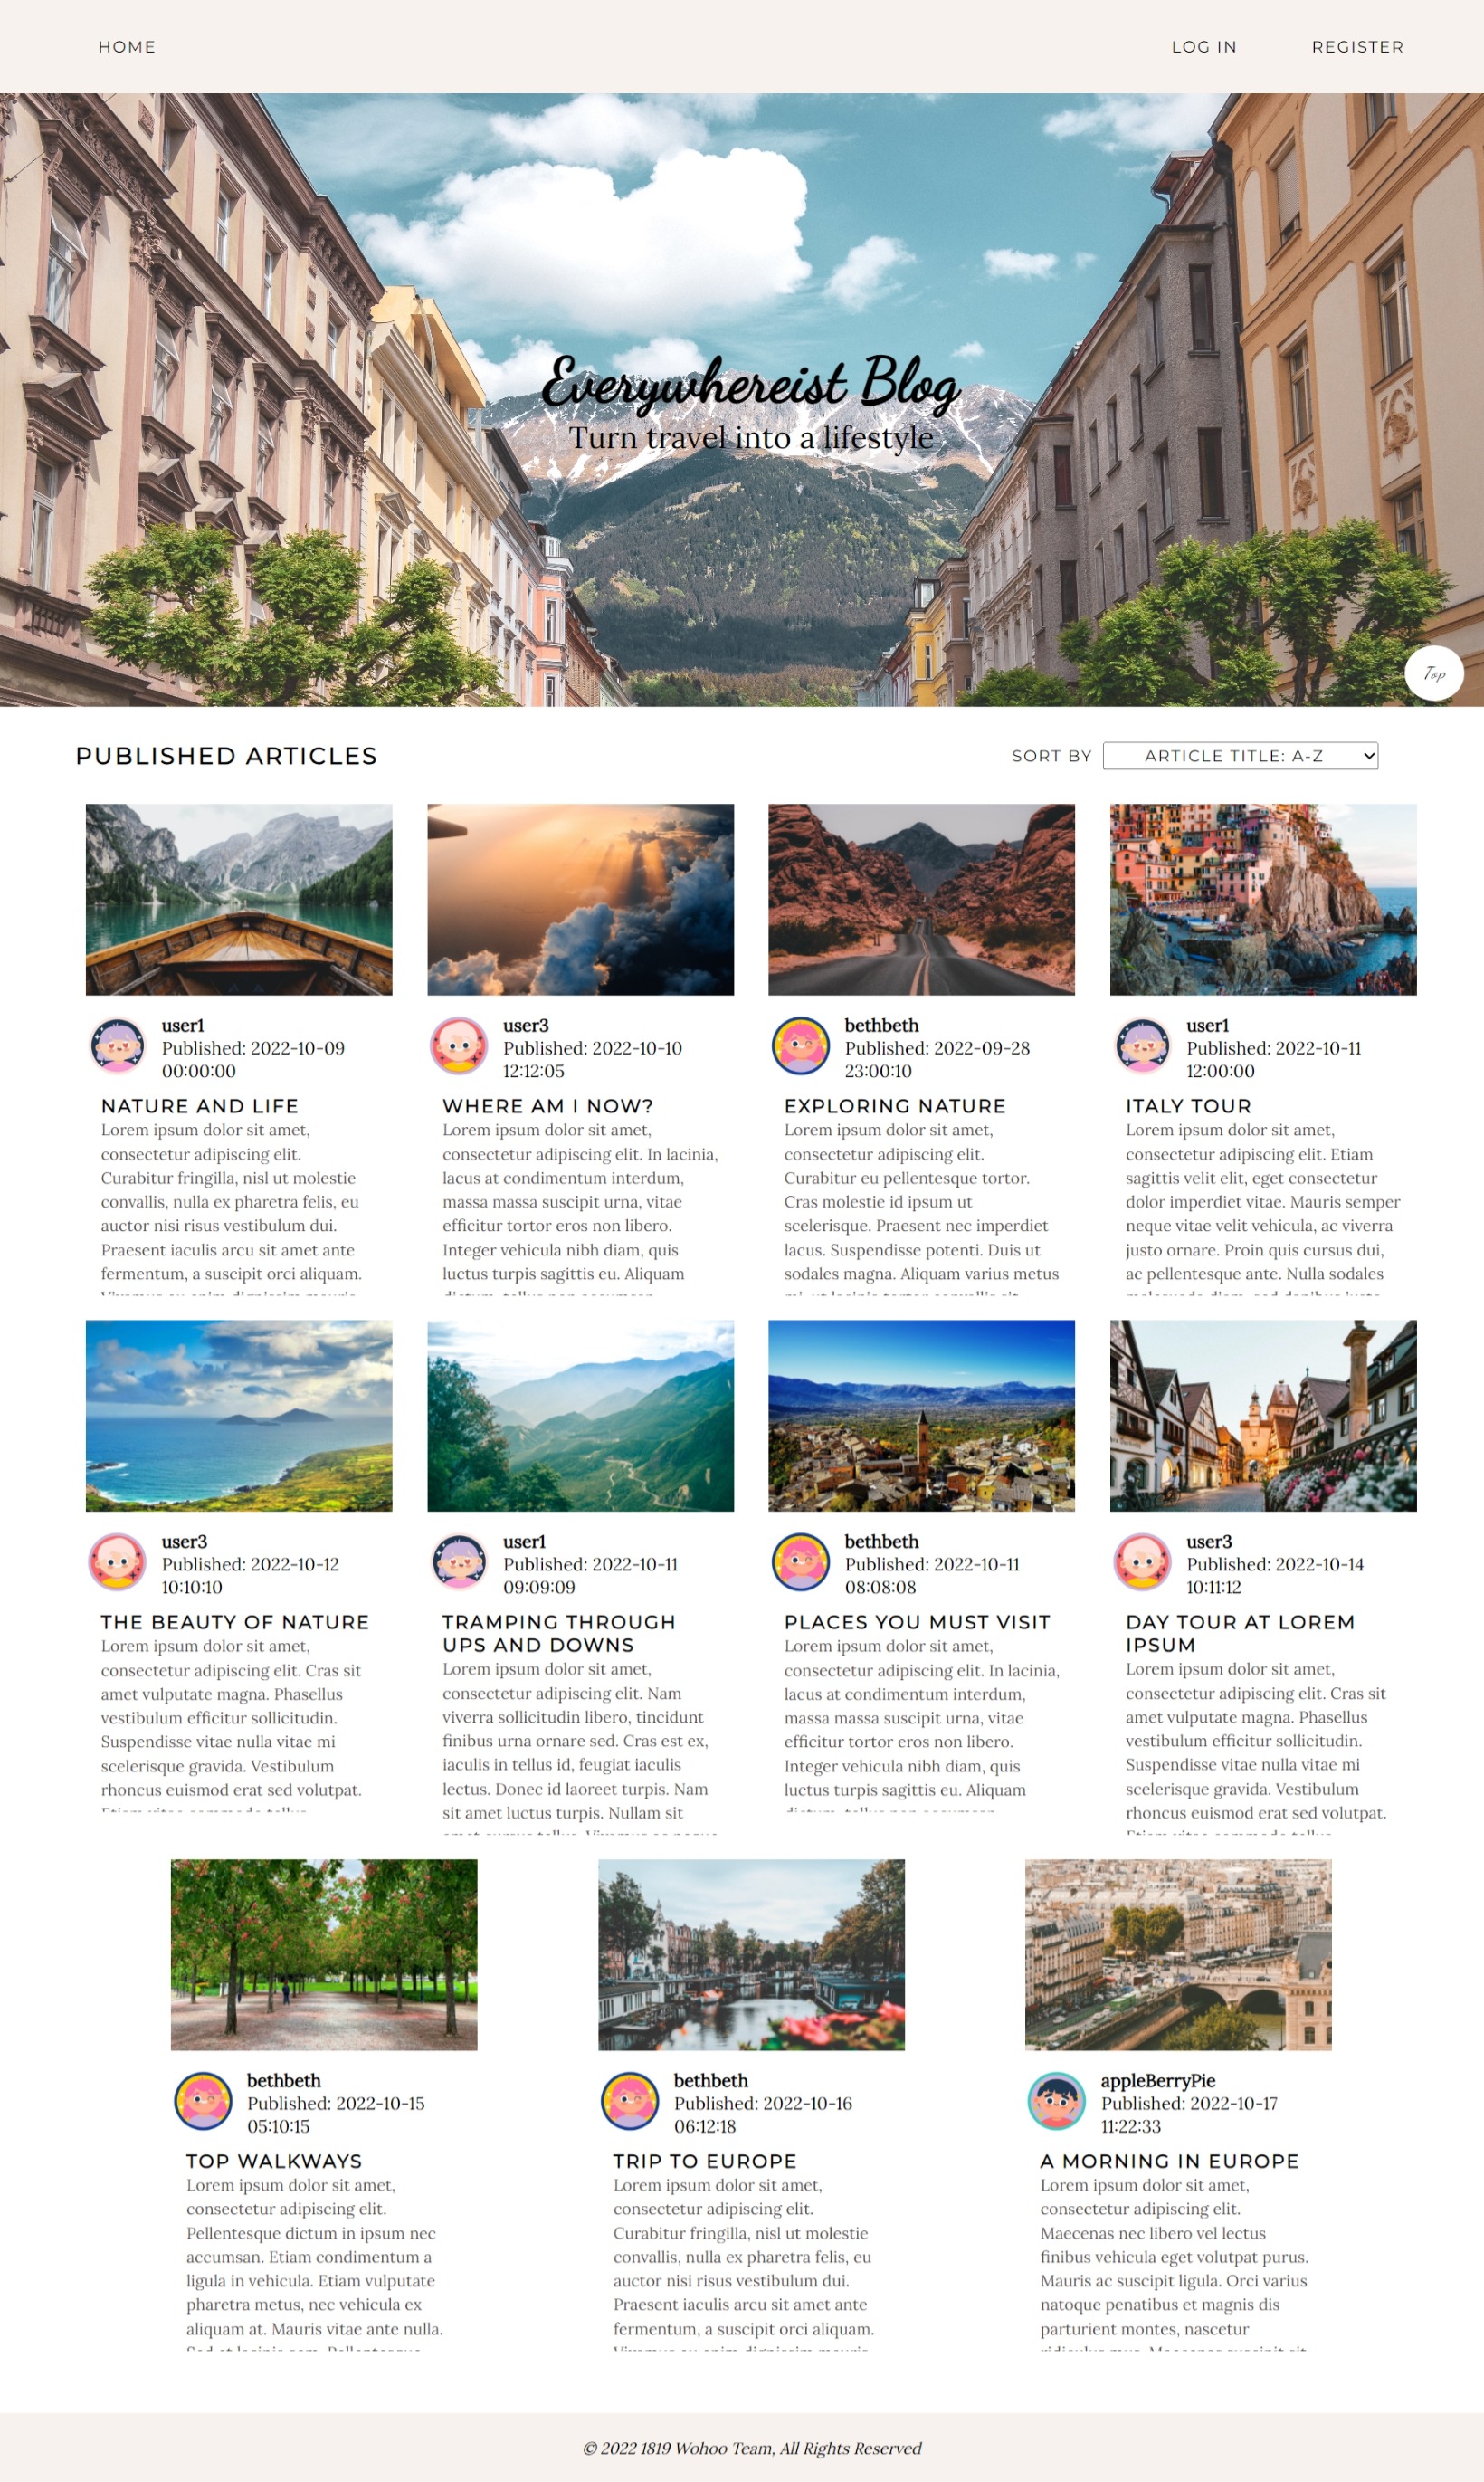 HOME
LOG IN
REGISTER
Everywhereist Blog
Turn travel into a lifestyle
Top
PUBLISHED ARTICLES
SORT BY
ARTICLE TITLE: A-Z
user1
Published: 2022-10-09
00:00:00
NATURE AND LIFE
Lorem ipsum dolor sit amet,
consectetur adipiscing elit.
Curabitur fringilla, nisl ut molestie
convallis, nulla ex pharetra felis, eu
auctor nisi risus vestibulum dui.
Praesent iaculis arcu sit amet ante
fermentum, a suscipit orci aliquam.
user3
Published: 2022-10-10
12:12:05
WHERE AM I NOW?
Lorem ipsum dolor sit amet,
consectetur adipiscing elit. In lacinia,
lacus at condimentum interdum,
massa massa suscipit urna, vitae
efficitur tortor eros non libero.
Integer vehicula nibh diam, quis
luctus turpis sagittis eu. Aliquam
bethbeth
Published: 2022-09-28
23:00:10
EXPLORING NATURE
Lorem ipsum dolor sit amet,
consectetur adipiscing elit.
Curabitur eu pellentesque tortor.
Cras molestie id ipsum ut
scelerisque. Praesent nec imperdiet
lacus. Suspendisse potenti. Duis ut
sodales magna. Aliquam varius metus
user1
Published: 2022-10-11
12:00:00
ITALY TOUR
Lorem ipsum dolor sit amet,
consectetur adipiscing elit. Etiam
sagittis velit elit, eget consectetur
dolor imperdiet vitae. Mauris semper
neque vitae velit vehicula, ac viverra
justo ornare. Proin quis cursus dui,
ac pellentesque ante. Nulla sodales
user3
Published: 2022-10-12
10:10:10
THE BEAUTY OF NATURE
Lorem ipsum dolor sit amet,
consectetur adipiscing elit. Cras sit
amet vulputate magna. Phasellus
vestibulum efficitur sollicitudin.
Suspendisse vitae nulla vitae mi
scelerisque gravida. Vestibulum
rhoncus euismod erat sed volutpat.
user1
Published: 2022-10-11
09:09:09
TRAMPING THROUGH
UPS AND DOWNS
Lorem ipsum dolor sit amet,
consectetur adipiscing elit. Nam
viverra sollicitudin libero, tincidunt
finibus urna ornare sed. Cras est ex,
iaculis in tellus id, feugiat iaculis
lectus. Donec id laoreet turpis. Nam
sit amet luctus turpis. Nullam sit
bethbeth
Published: 2022-10-11
08:08:08
PLACES YOU MUST VISIT
Lorem ipsum dolor sit amet,
consectetur adipiscing elit. In lacinia,
lacus at condimentum interdum,
massa massa suscipit urna, vitae
efficitur tortor eros non libero.
Integer vehicula nibh diam, quis
luctus turpis sagittis eu. Aliquam
user3
Published: 2022-10-14
10:11:12
DAY TOUR AT LOREM
IPSUM
Lorem ipsum dolor sit amet,
consectetur adipiscing elit. Cras sit
amet vulputate magna. Phasellus
vestibulum efficitur sollicitudin.
Suspendisse vitae nulla vitae mi
scelerisque gravida. Vestibulum
rhoncus euismod erat sed volutpat.
bethbeth
Published: 2022-10-15
05:10:15
TOP WALKWAYS
Lorem ipsum dolor sit amet,
consectetur adipiscing elit.
Pellentesque dictum in ipsum nec
accumsan. Etiam condimentum a
ligula in vehicula. Etiam vulputate
pharetra metus, nec vehicula ex
aliquam at. Mauris vitae ante nulla.
bethbeth
Published: 2022-10-16
06:12:18
TRIP TO EUROPE
Lorem ipsum dolor sit amet,
consectetur adipiscing elit.
Curabitur fringilla, nisl ut molestie
convallis, nulla ex pharetra felis, eu
auctor nisi risus vestibulum dui.
Praesent iaculis arcu sit amet ante
fermentum, a suscipit orci aliquam.
appleBerryPie
Published: 2022-10-17
11:22:33
A MORNING IN EUROPE
Lorem ipsum dolor sit amet,
consectetur adipiscing elit.
Maecenas nec libero vel lectus
finibus vehicula eget volutpat purus.
Mauris ac suscipit ligula. Orci varius
natoque penatibus et magnis dis
parturient montes, nascetur
© 2022 1819 Wohoo Team, All Rights Reserved